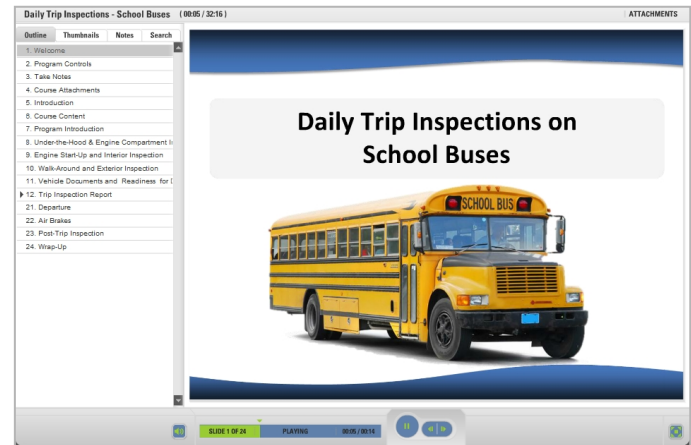 Daily Trip Inspections - School Buses ( 00:05 / 32:16 )
ATTACHMENTS
Outline Thumbnails Notes Search
1. Welcome
2. Program Controls
3. Take Notes
4. Course Attachments
5. Introduction
6. Course Content
7. Program Introduction
8. Under-the-Hood & Engine Compartment
9. Engine Start-Up and Interior Inspection
10. Walk-Around and Exterior Inspection
11. Vehicle Documents and Readiness for
12. Trip Inspection Report
21. Departure
22. Air Brakes
23. Post-Trip Inspection
24. Wrap-Up
Daily Trip Inspections on
School Buses
SCHOOL BUS
SLIDE 1 OF 24 PLAYING 00:05 / 00:14